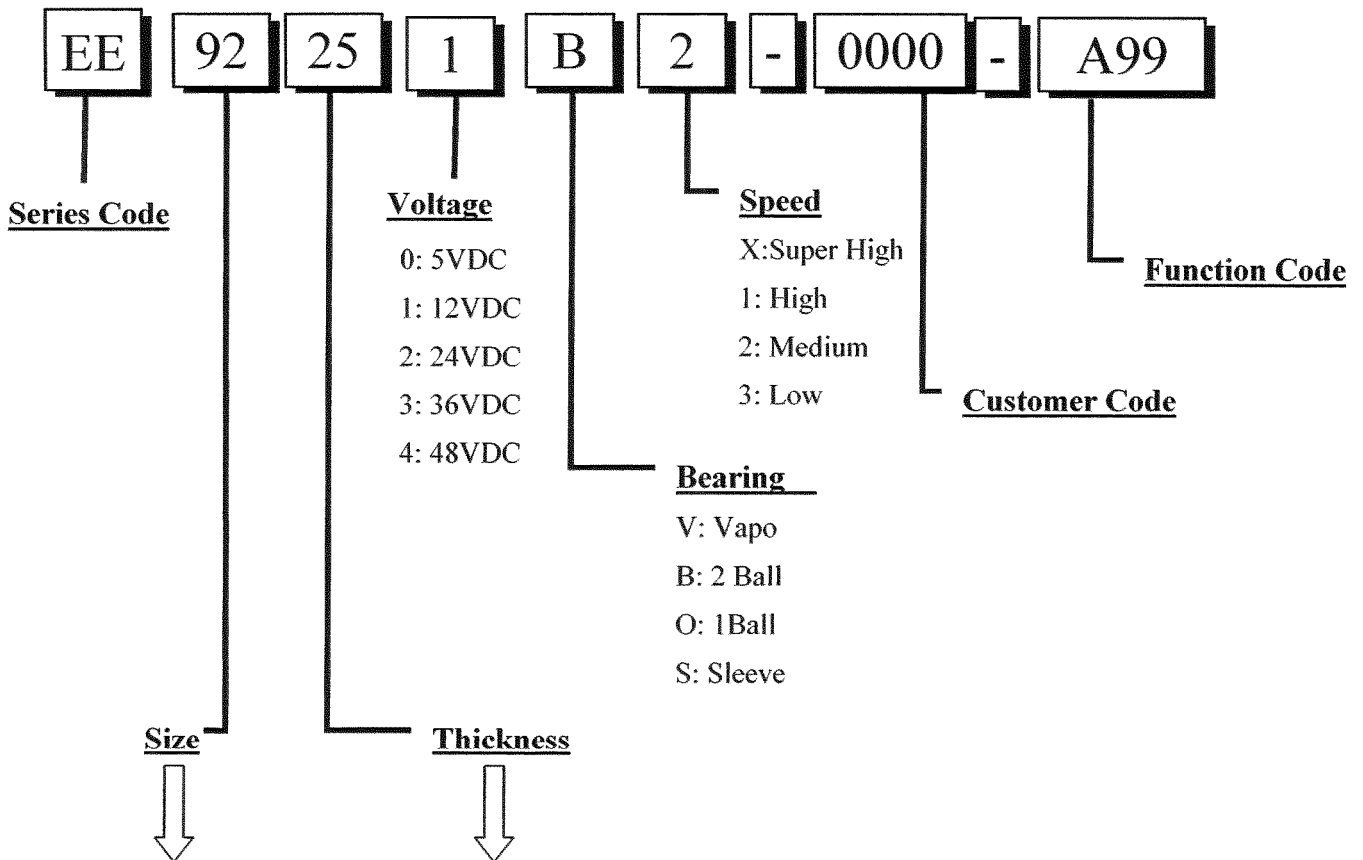 EE 92 25 1 B 2 - 0000 - A99
Series Code
Voltage
0: 5VDC
1: 12VDC
2: 24VDC
3: 36VDC
4: 48VDC
Speed
X:Super High
1: High
2: Medium
3: Low
Function Code
Customer Code
Bearing
V: Vapo
B: 2 Ball
O: 1Ball
S: Sleeve
Size
Thickness